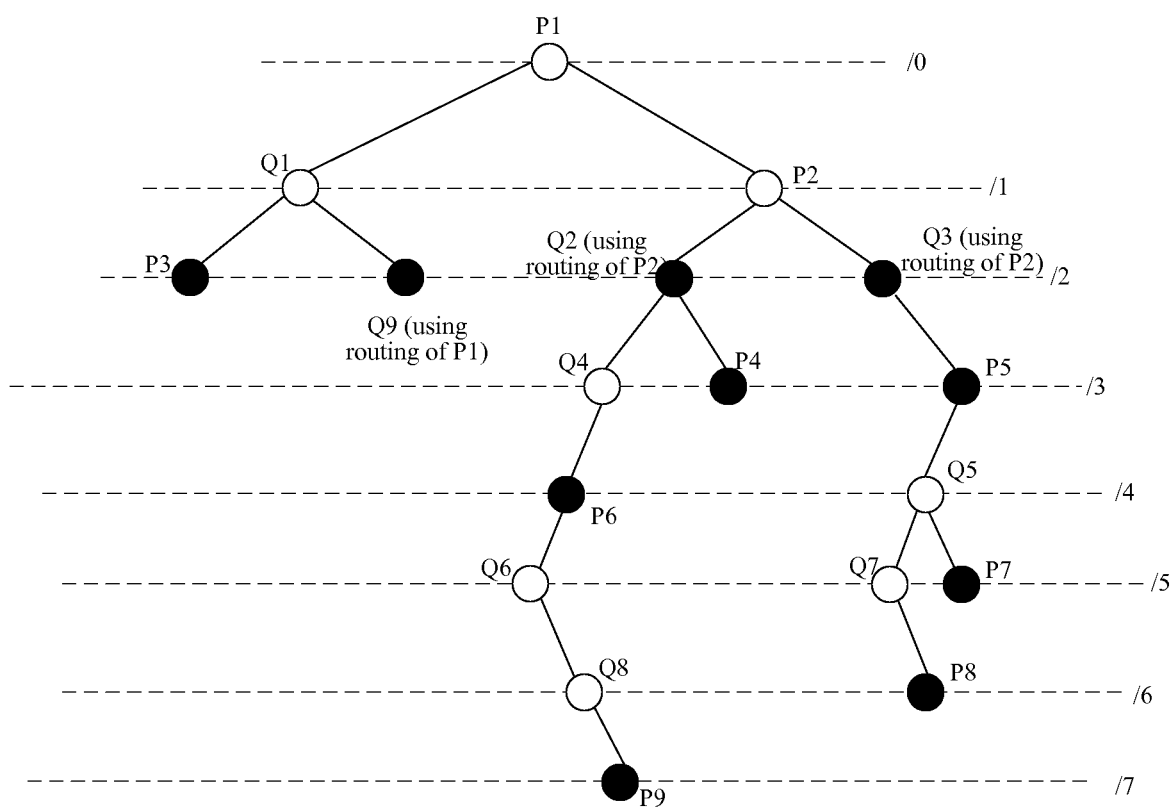 P1
/0
Q1
P2
/1
P3
Q2 (using
routing of P2)
Q3 (using
routing of P2)
/2
Q9 (using
routing of P1)
Q4
P4
P5
/3
P6
Q5
/4
Q6
Q7
P7
/5
Q8
P8
/6
P9
/7